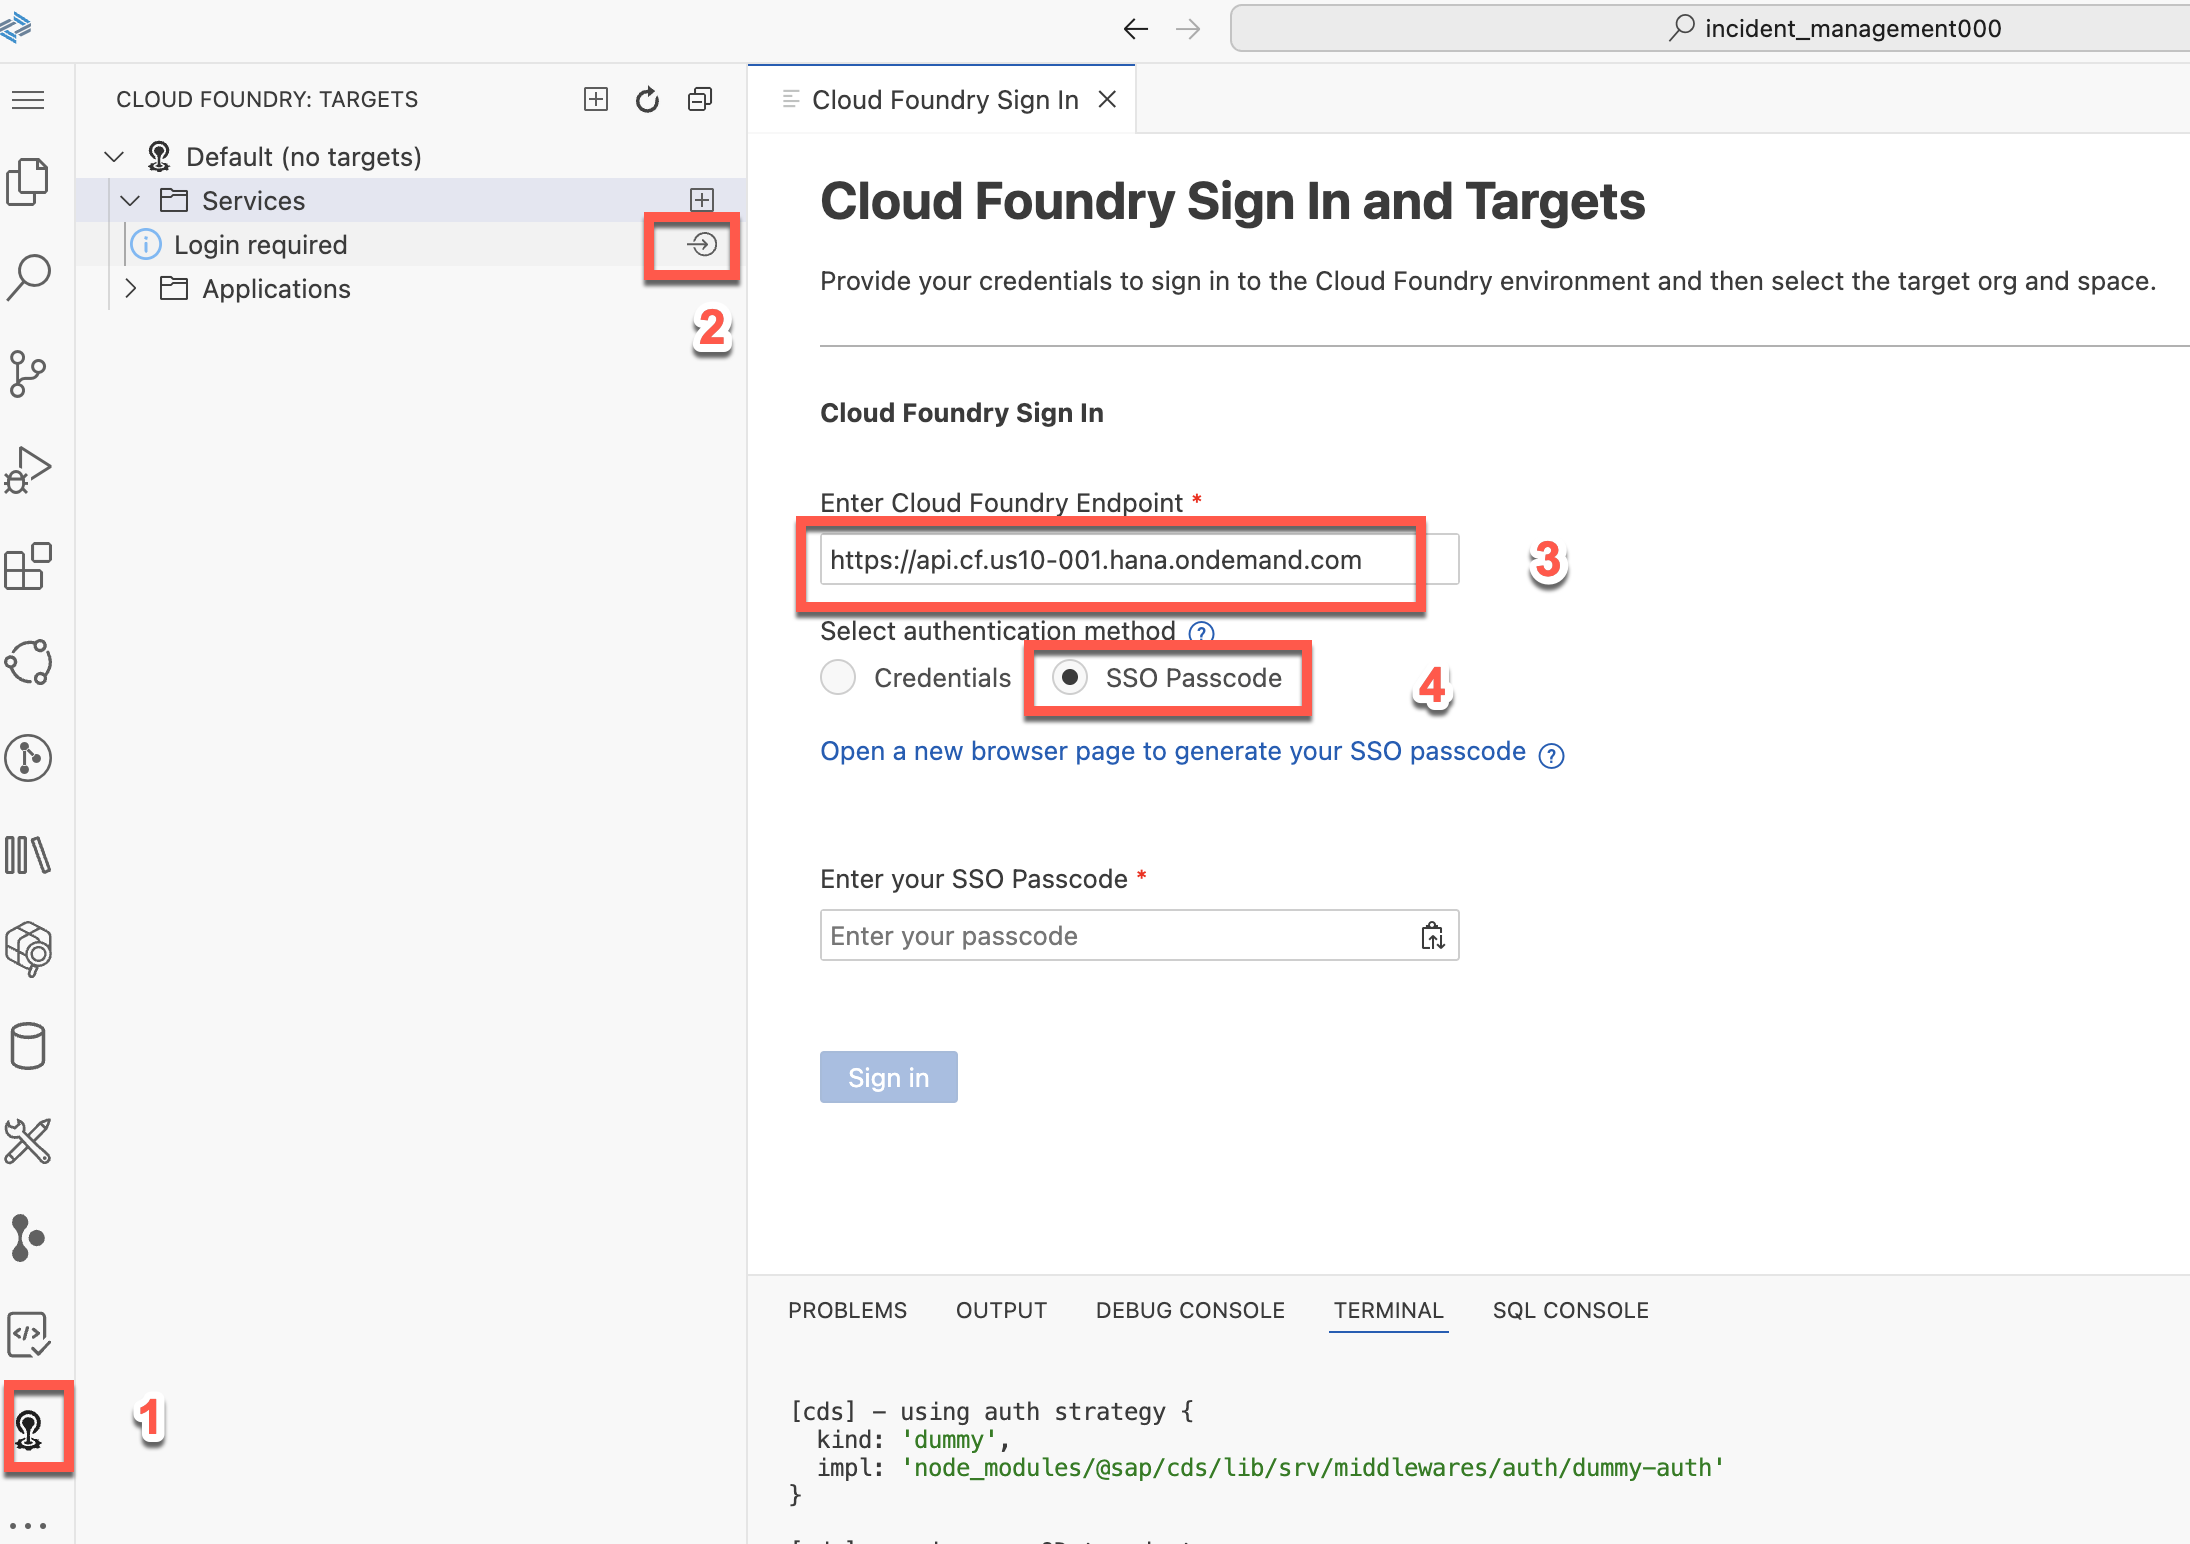 incident_management000
CLOUD FOUNDRY: TARGETS
Default (no targets)
Services
Login required
Applications
2
1
Cloud Foundry Sign In
Cloud Foundry Sign In and Targets
Provide your credentials to sign in to the Cloud Foundry environment and then select the target org and space.
Cloud Foundry Sign In
Enter Cloud Foundry Endpoint *
https://api.cf.us10-001.hana.ondemand.com
3
Select authentication method ?
Credentials SSO Passcode
4
Open a new browser page to generate your SSO passcode ?
Enter your SSO Passcode *
Enter your passcode
Sign in
PROBLEMS OUTPUT DEBUG CONSOLE TERMINAL SQL CONSOLE
[cds] – using auth strategy {
kind: 'dummy',
impl: 'node_modules/@sap/cds/lib/srv/middlewares/auth/dummy-auth'
}